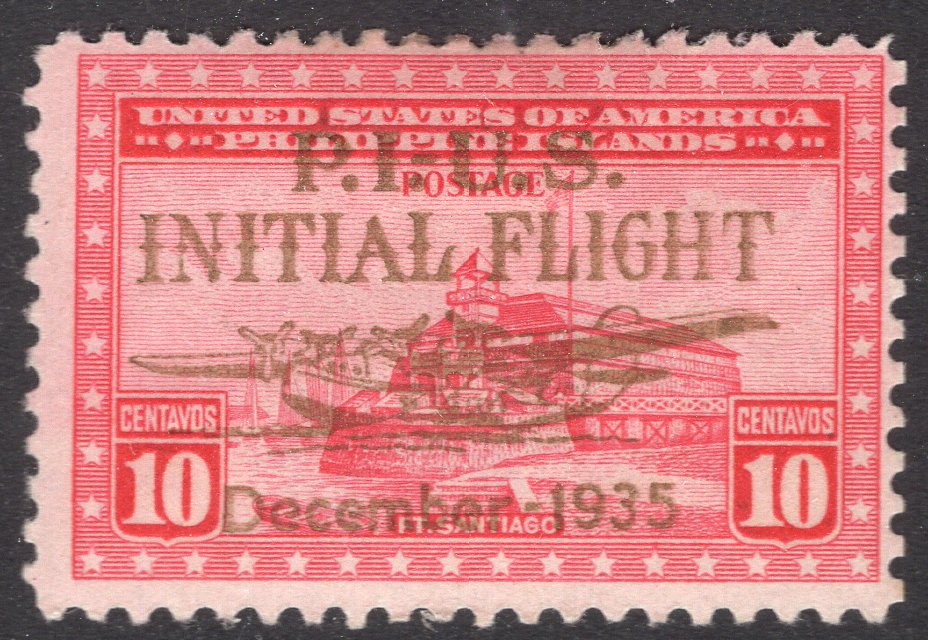 UNITED STATES OF AMERICA
PHILIPPINE ISLANDS
P.I.-U.S.
POSTAGE
INITIAL FLIGHT
CENTAVOS CENTAVOS
10 10
December-1935
FT. SANTIAGO